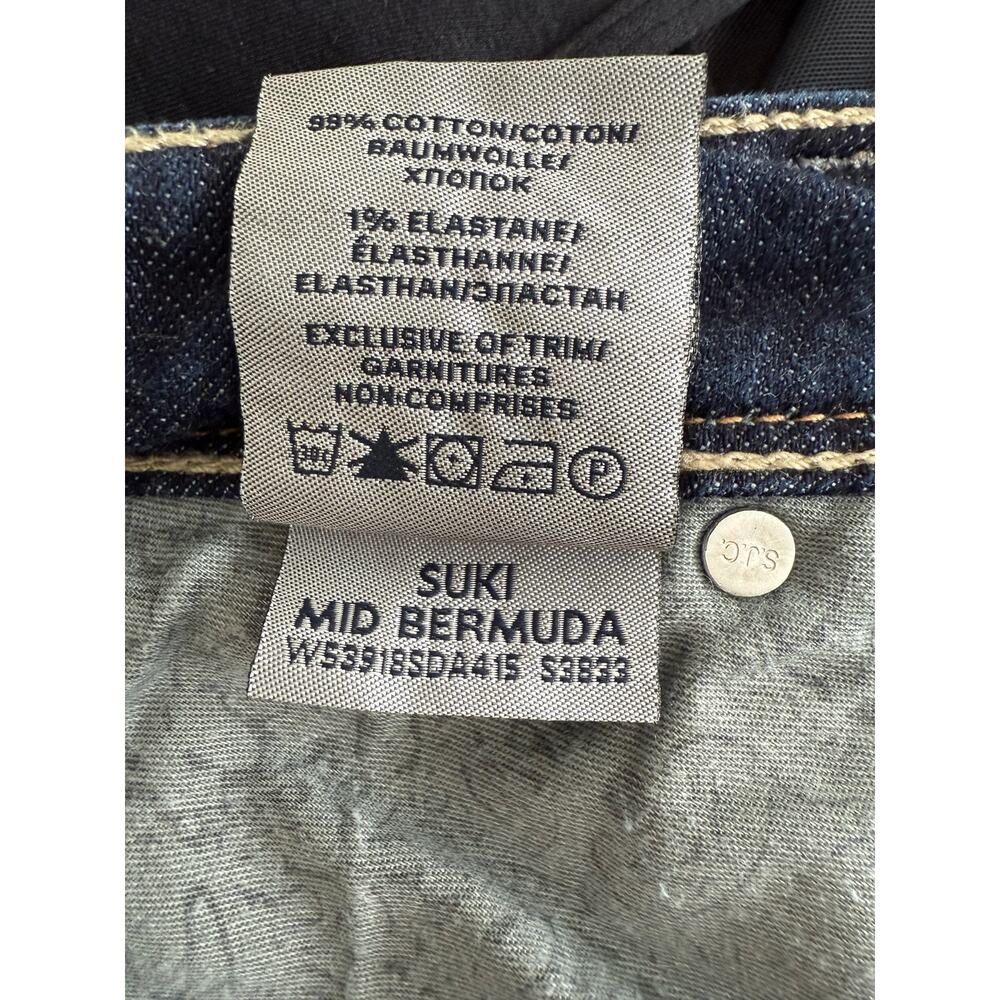 99% COTTON/COTON/
BAUMWOLLE/
ХЛОПОК
1% ELASTANE/
ÉLASTHANNE/
ELASTHAN/ЭЛАСТАН
EXCLUSIVE OF TRIM/
GARNITURES
NON-COMPRISES
30°
P
SUKI
MID BERMUDA
W53918SDA415 S3833
S.J.C.